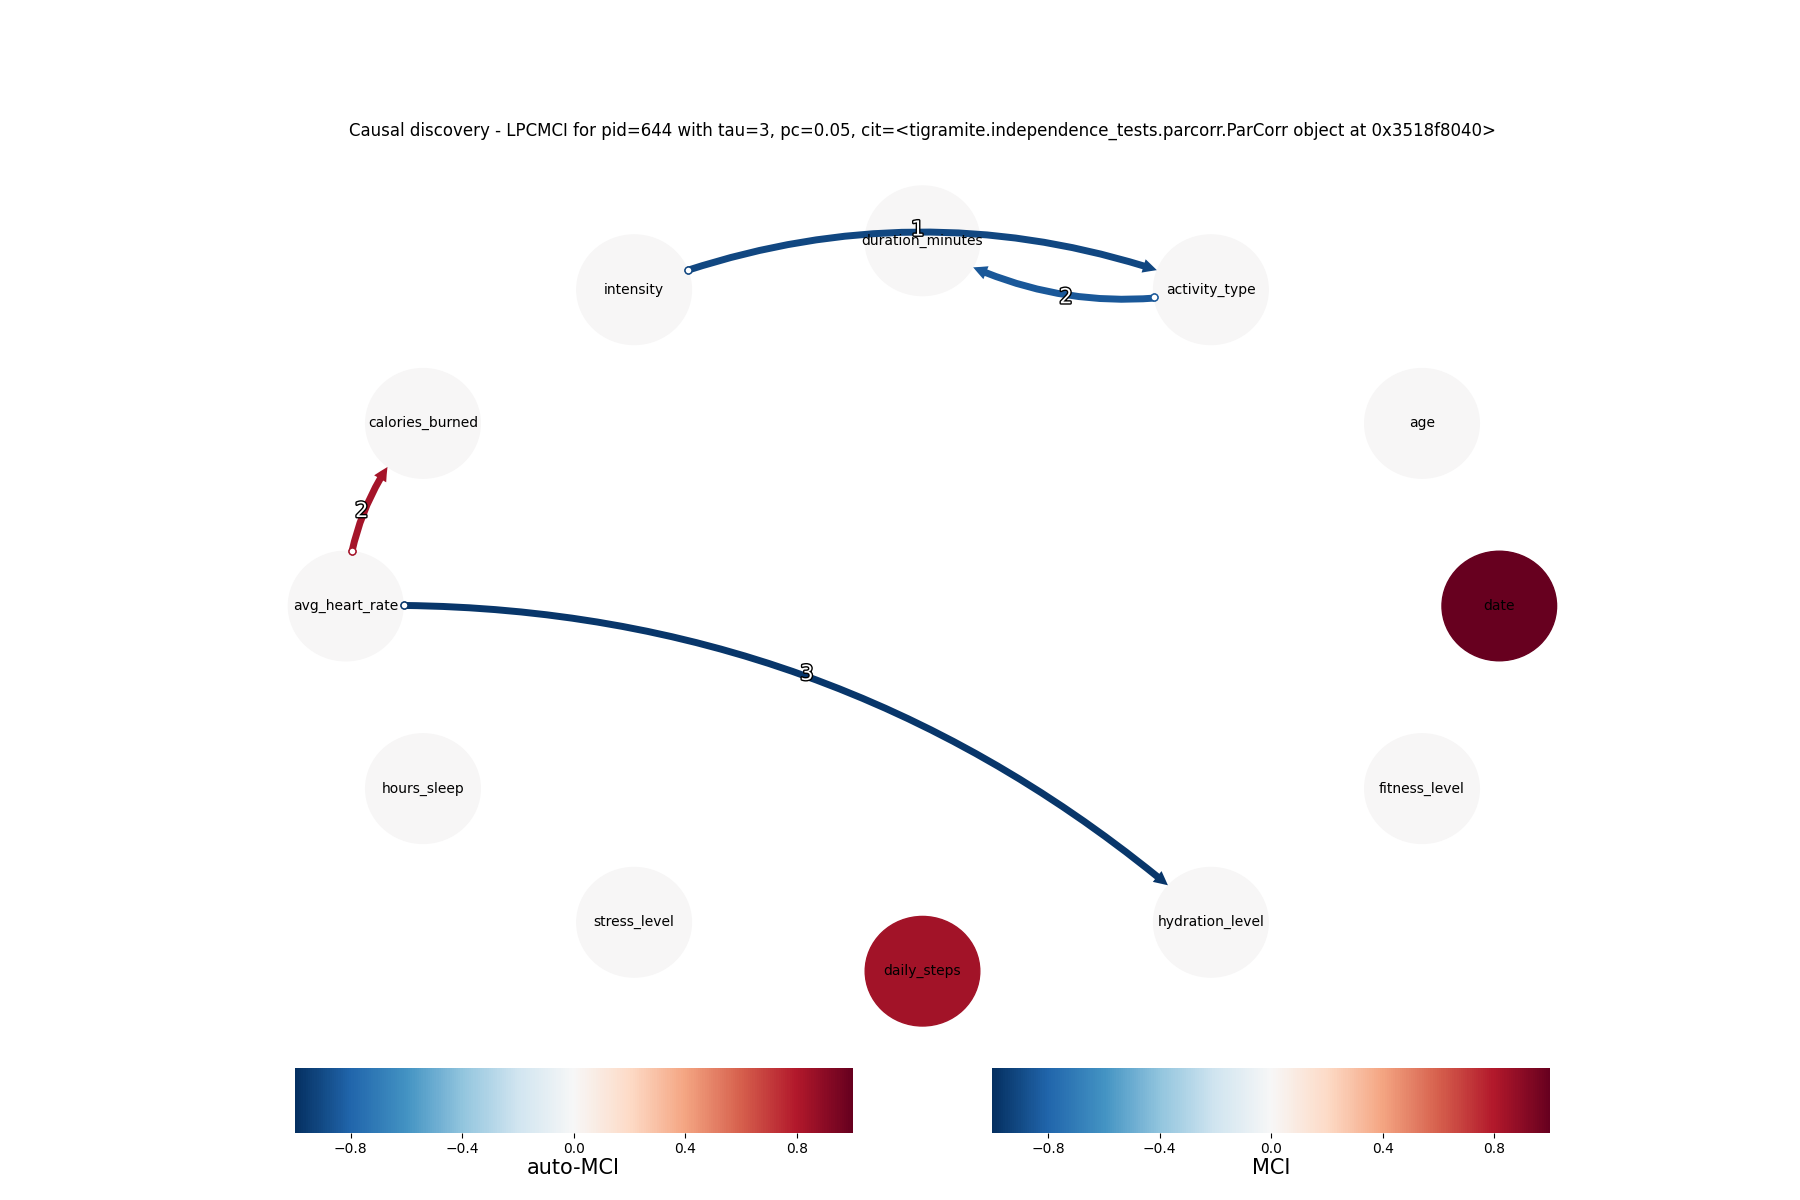 Causal discovery - LPCMCI for pid=644 with tau=3, pc=0.05, cit=<tigramite.independence_tests.parcorr.ParCorr object at 0x3518f8040>
1
duration_minutes
intensity
activity_type
2
calories_burned
age
2
avg_heart_rate
date
3
hours_sleep
fitness_level
stress_level
hydration_level
daily_steps
−0.8 −0.4 0.0 0.4 0.8
auto-MCI
−0.8 −0.4 0.0 0.4 0.8
MCI